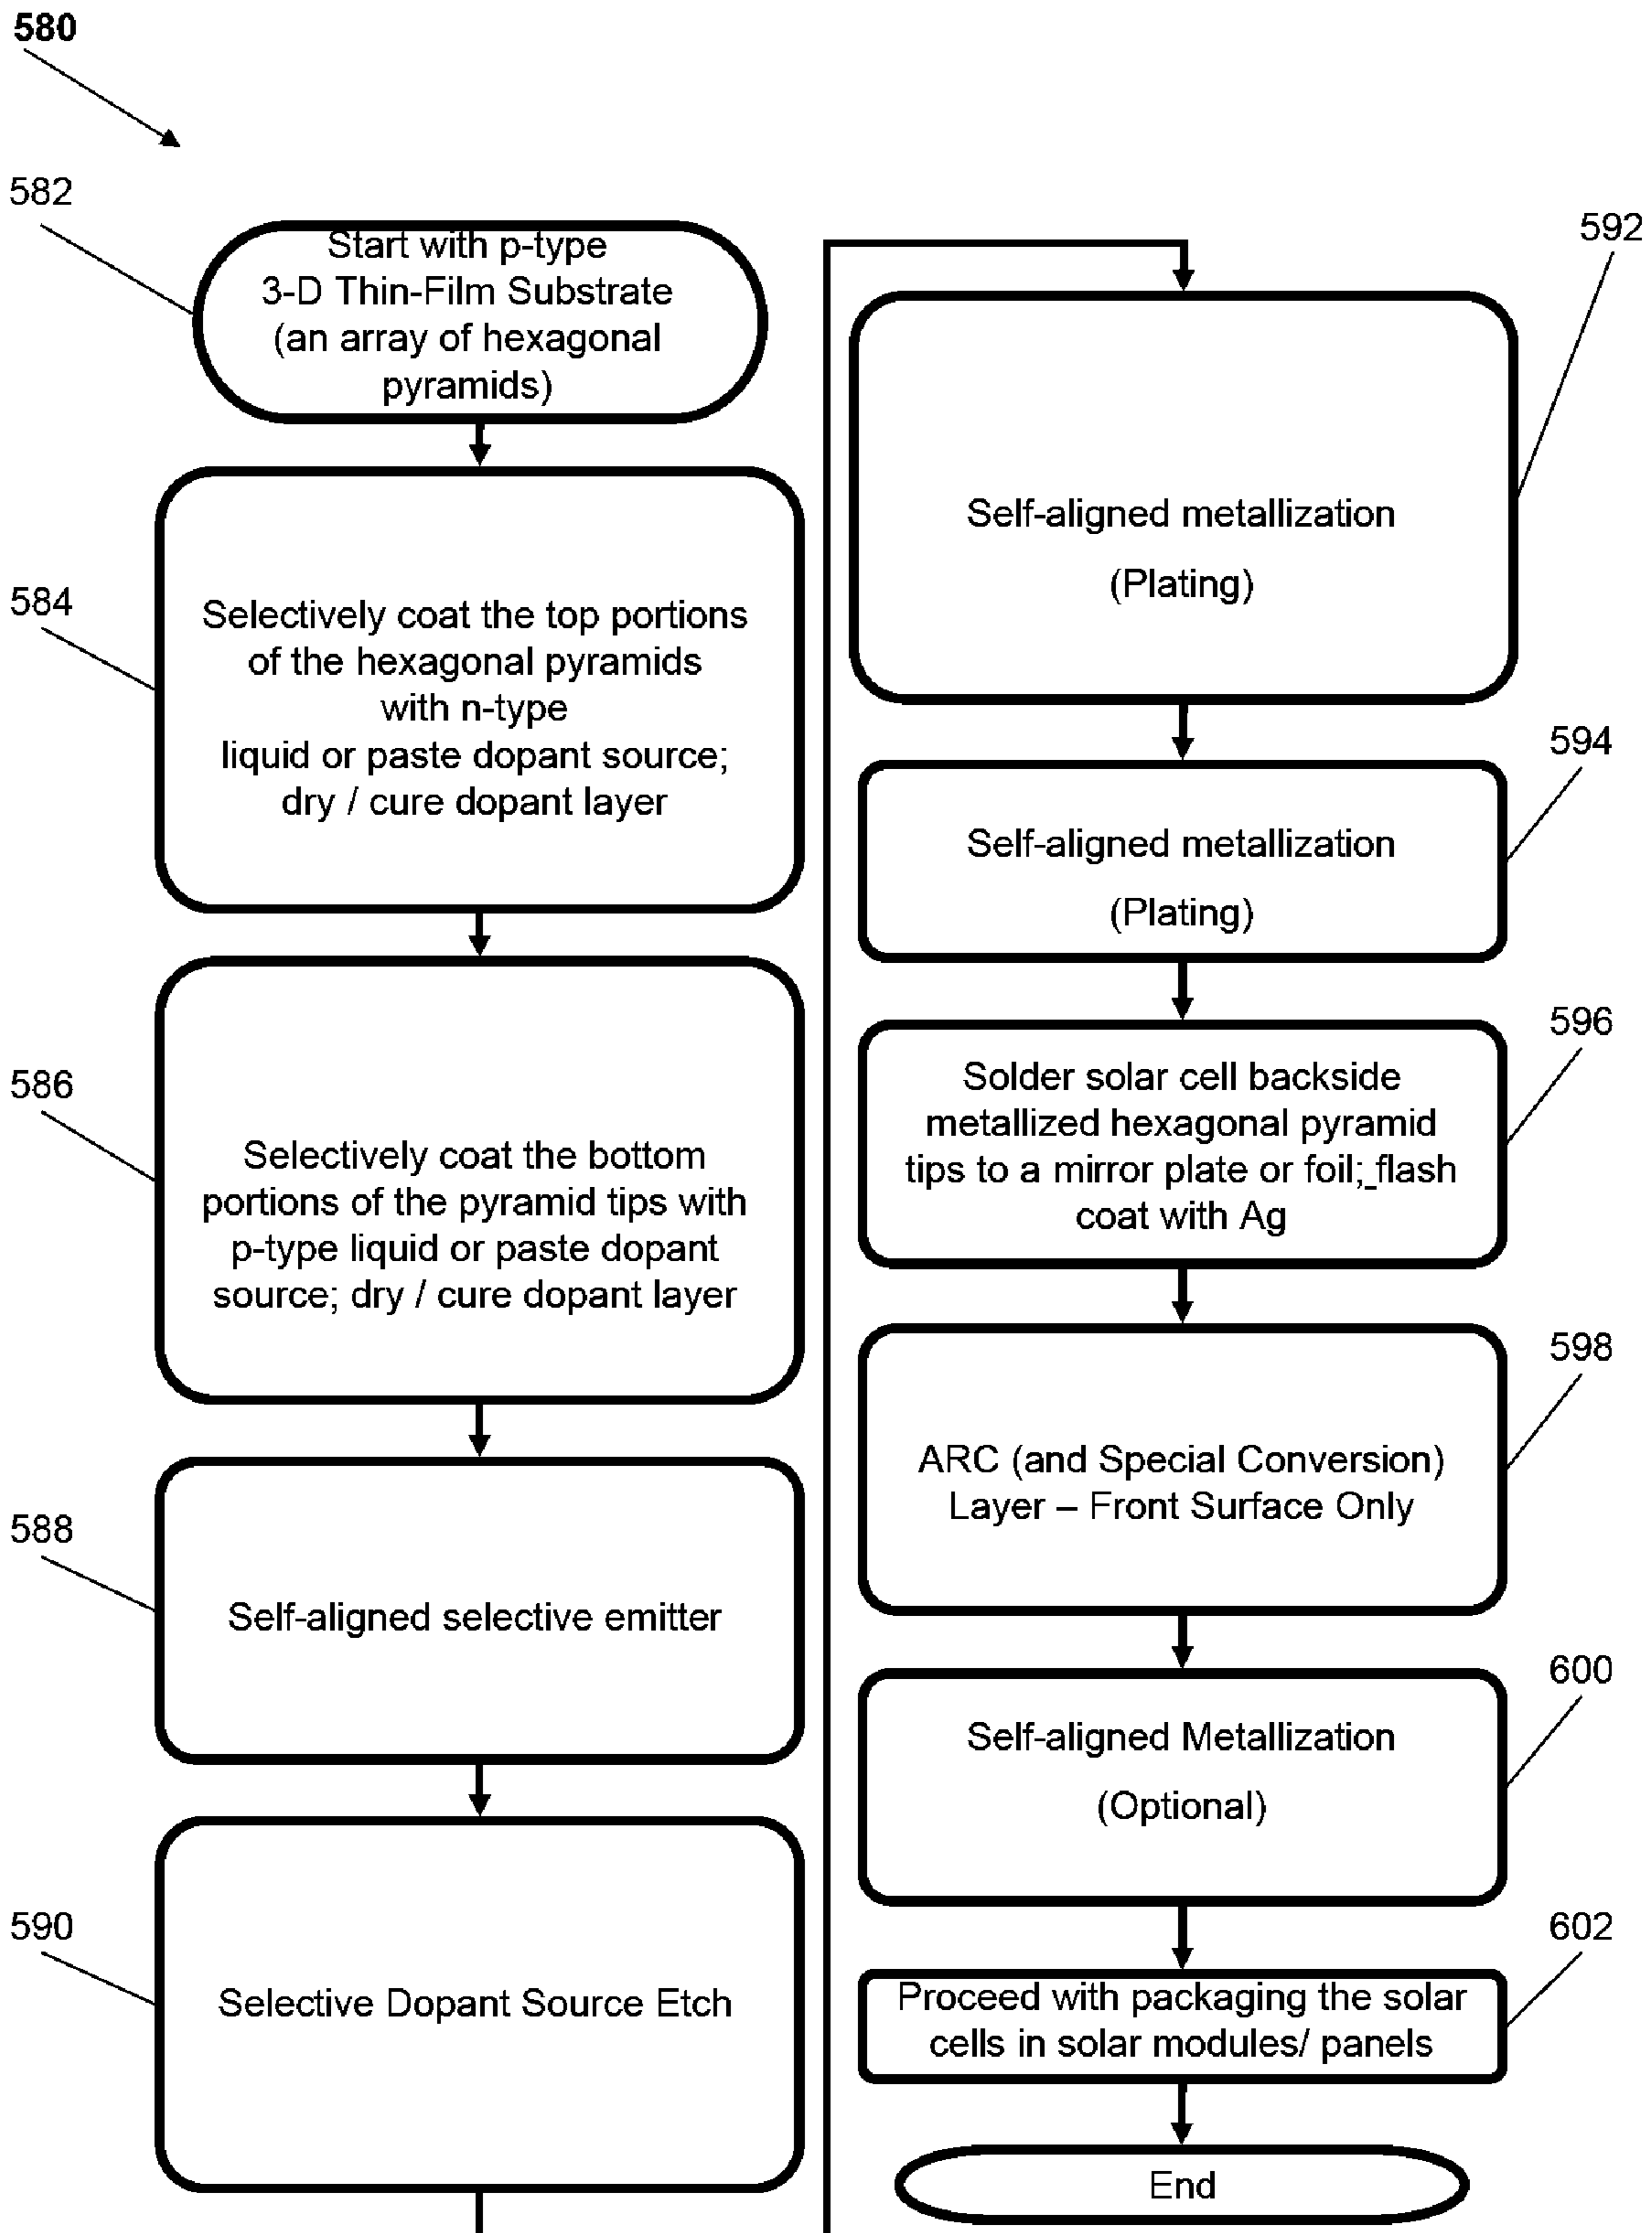 580
582
Start with p-type
3-D Thin-Film Substrate
(an array of hexagonal
pyramids)
584
Selectively coat the top portions
of the hexagonal pyramids
with n-type
liquid or paste dopant source;
dry / cure dopant layer
586
Selectively coat the bottom
portions of the pyramid tips with
p-type liquid or paste dopant
source; dry / cure dopant layer
588
Self-aligned selective emitter
590
Selective Dopant Source Etch
592
Self-aligned metallization
(Plating)
594
Self-aligned metallization
(Plating)
596
Solder solar cell backside
metallized hexagonal pyramid
tips to a mirror plate or foil; flash
coat with Ag
598
ARC (and Special Conversion)
Layer – Front Surface Only
600
Self-aligned Metallization
(Optional)
602
Proceed with packaging the solar
cells in solar modules/ panels
End